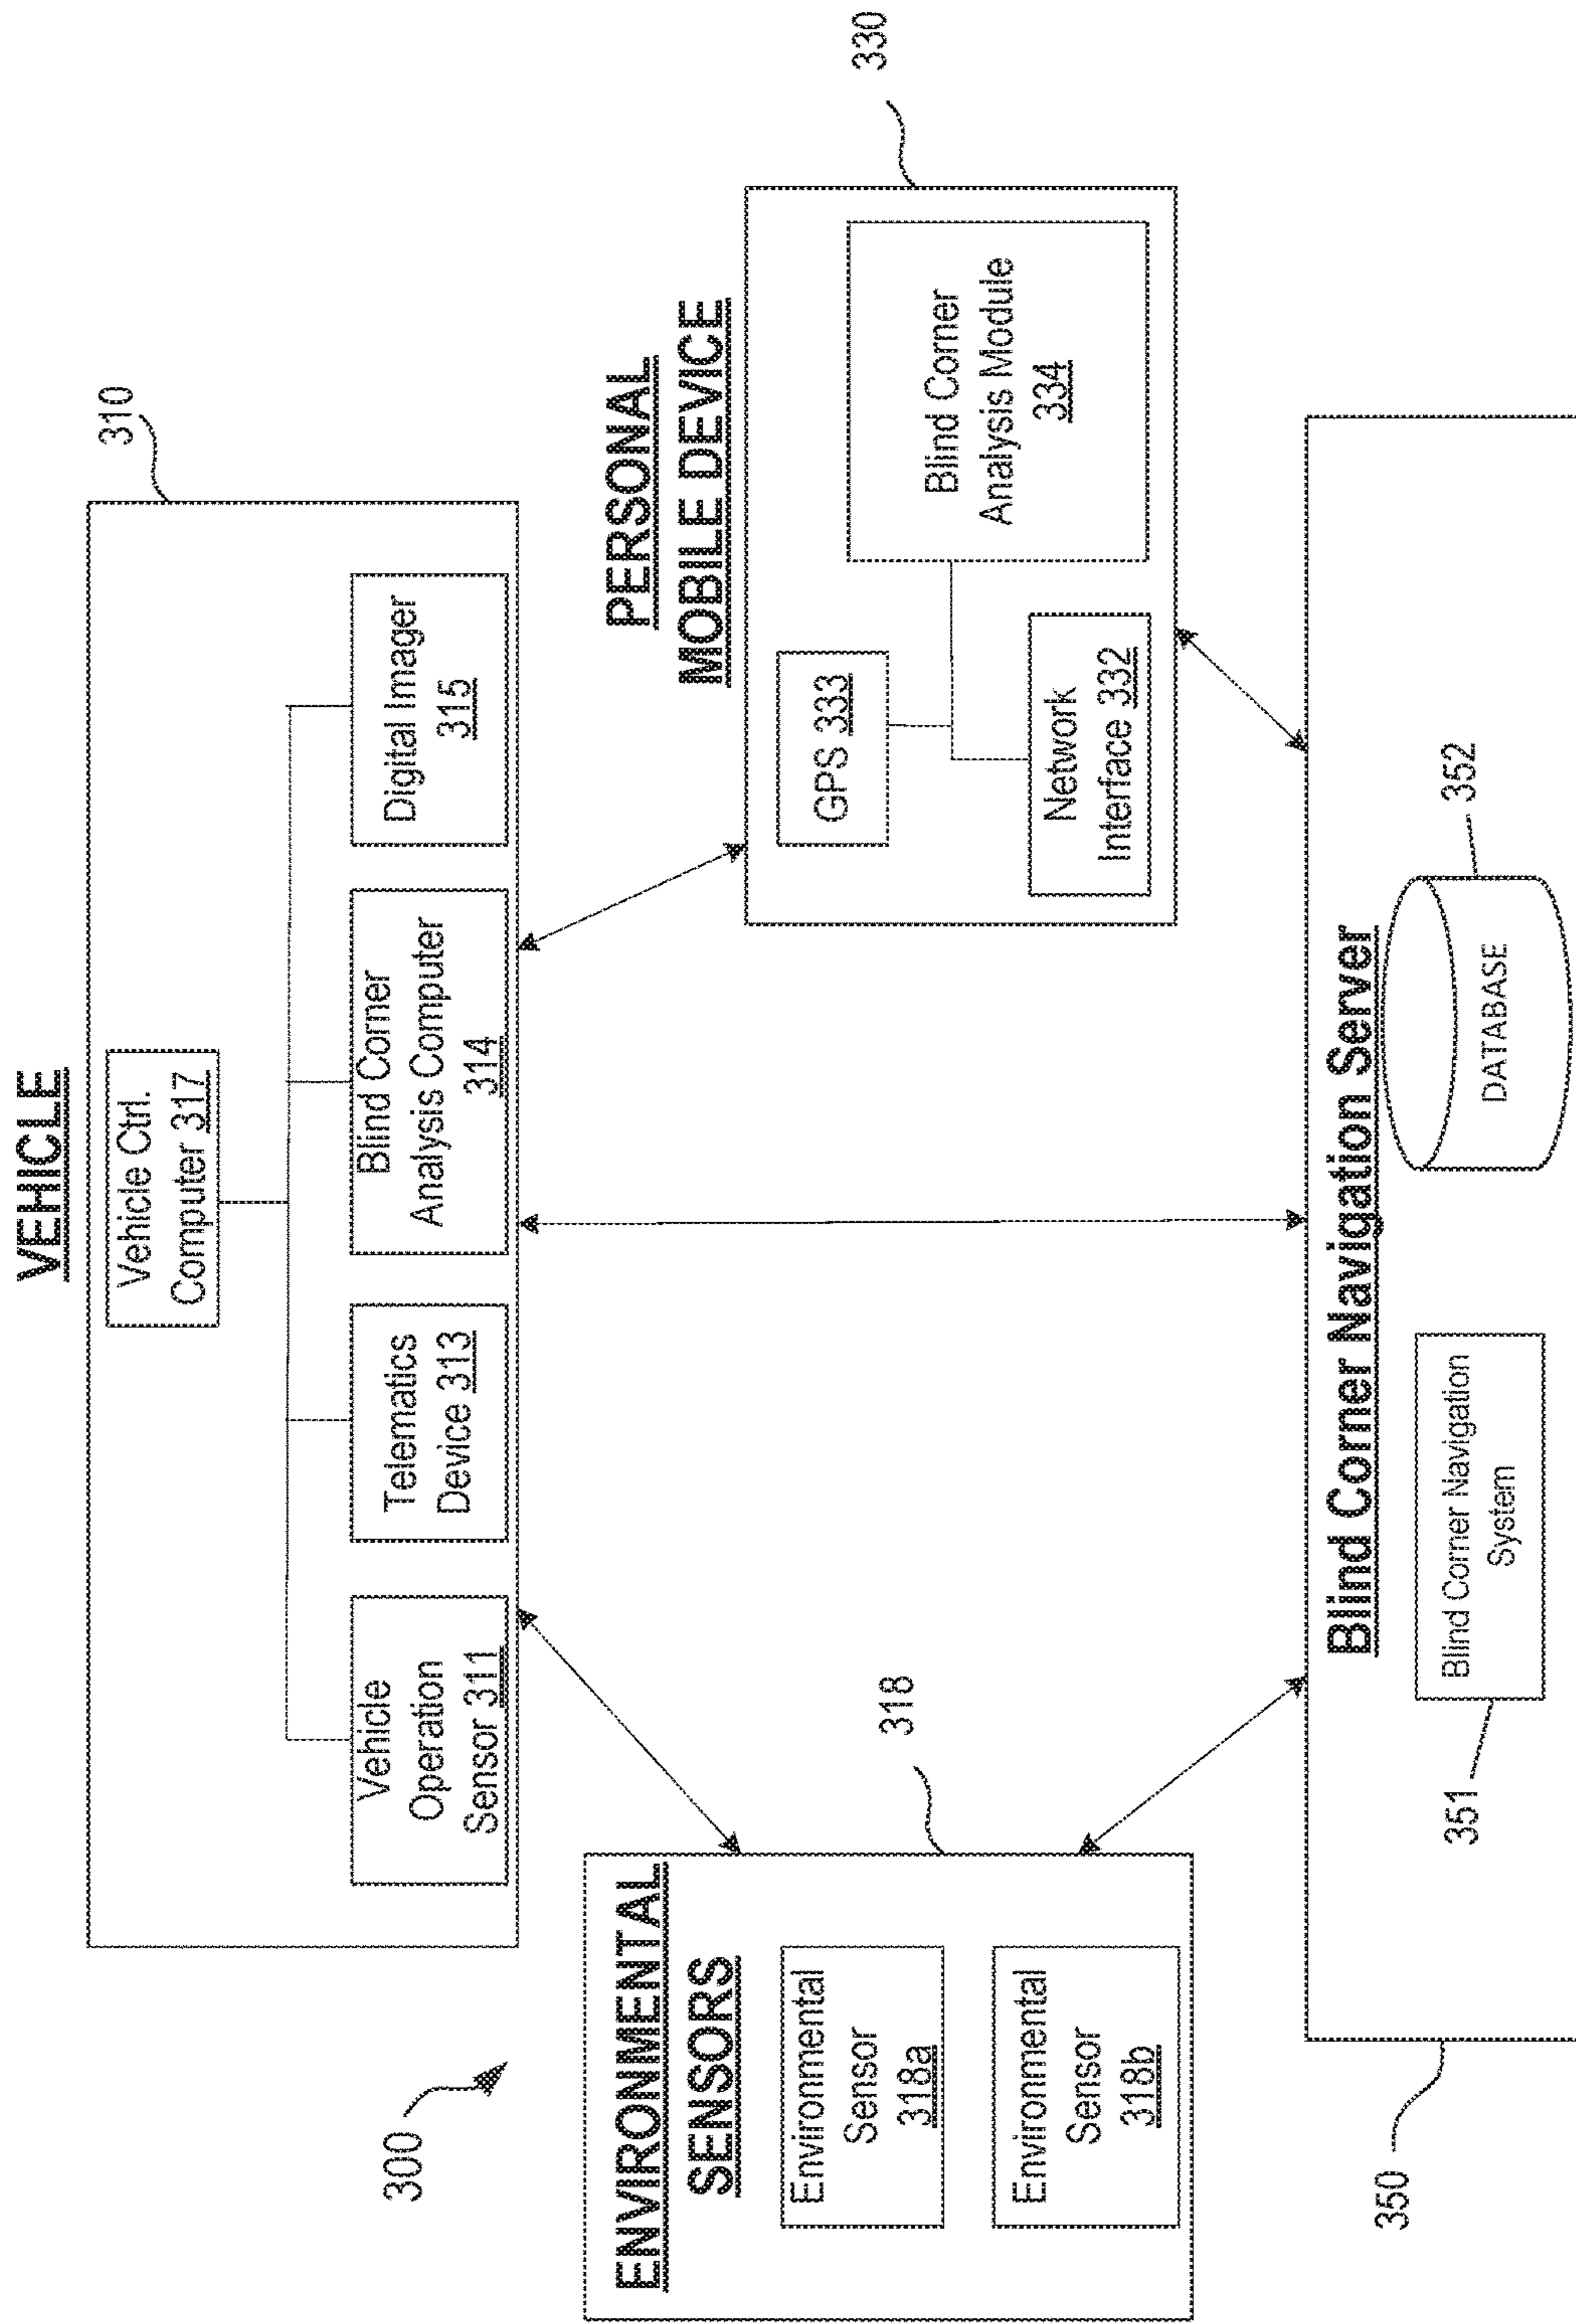 VEHICLE
310
Vehicle Ctrl.
Computer 317
Vehicle
Operation
Sensor 311
Telematics
Device 313
Blind Corner
Analysis Computer
314
Digital Imager
315
300
PERSONAL
MOBILE DEVICE
330
GPS 333
Network
Interface 332
Blind Corner
Analysis Module
334
318
ENVIRONMENTAL
SENSORS
Environmental
Sensor
318a
Environmental
Sensor
318b
Blind Corner Navigation Server
350
351
Blind Corner Navigation
System
DATABASE
352